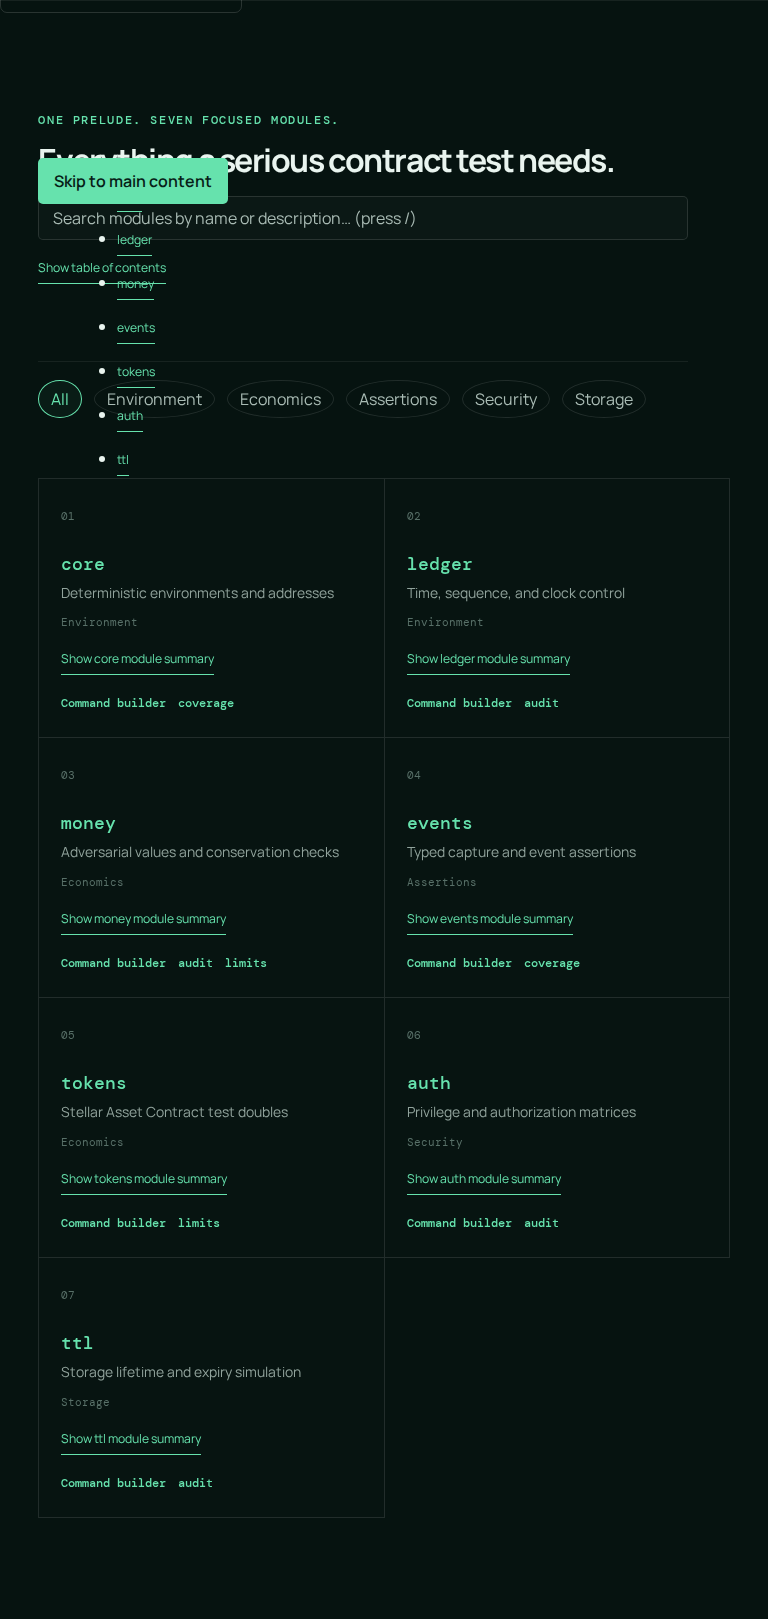 ONE PRELUDE. SEVEN FOCUSED MODULES.
Everything a serious contract test needs.
Skip to main content
Search modules by name or description... (press /)
ledger
Show table of contents
money
events
tokens
All Environment Economics Assertions Security Storage
auth
ttl
01
core
Deterministic environments and addresses
Environment
Show core module summary
Command builder coverage
02
ledger
Time, sequence, and clock control
Environment
Show ledger module summary
Command builder audit
03
money
Adversarial values and conservation checks
Economics
Show money module summary
Command builder audit limits
04
events
Typed capture and event assertions
Assertions
Show events module summary
Command builder coverage
05
tokens
Stellar Asset Contract test doubles
Economics
Show tokens module summary
Command builder limits
06
auth
Privilege and authorization matrices
Security
Show auth module summary
Command builder audit
07
ttl
Storage lifetime and expiry simulation
Storage
Show ttl module summary
Command builder audit